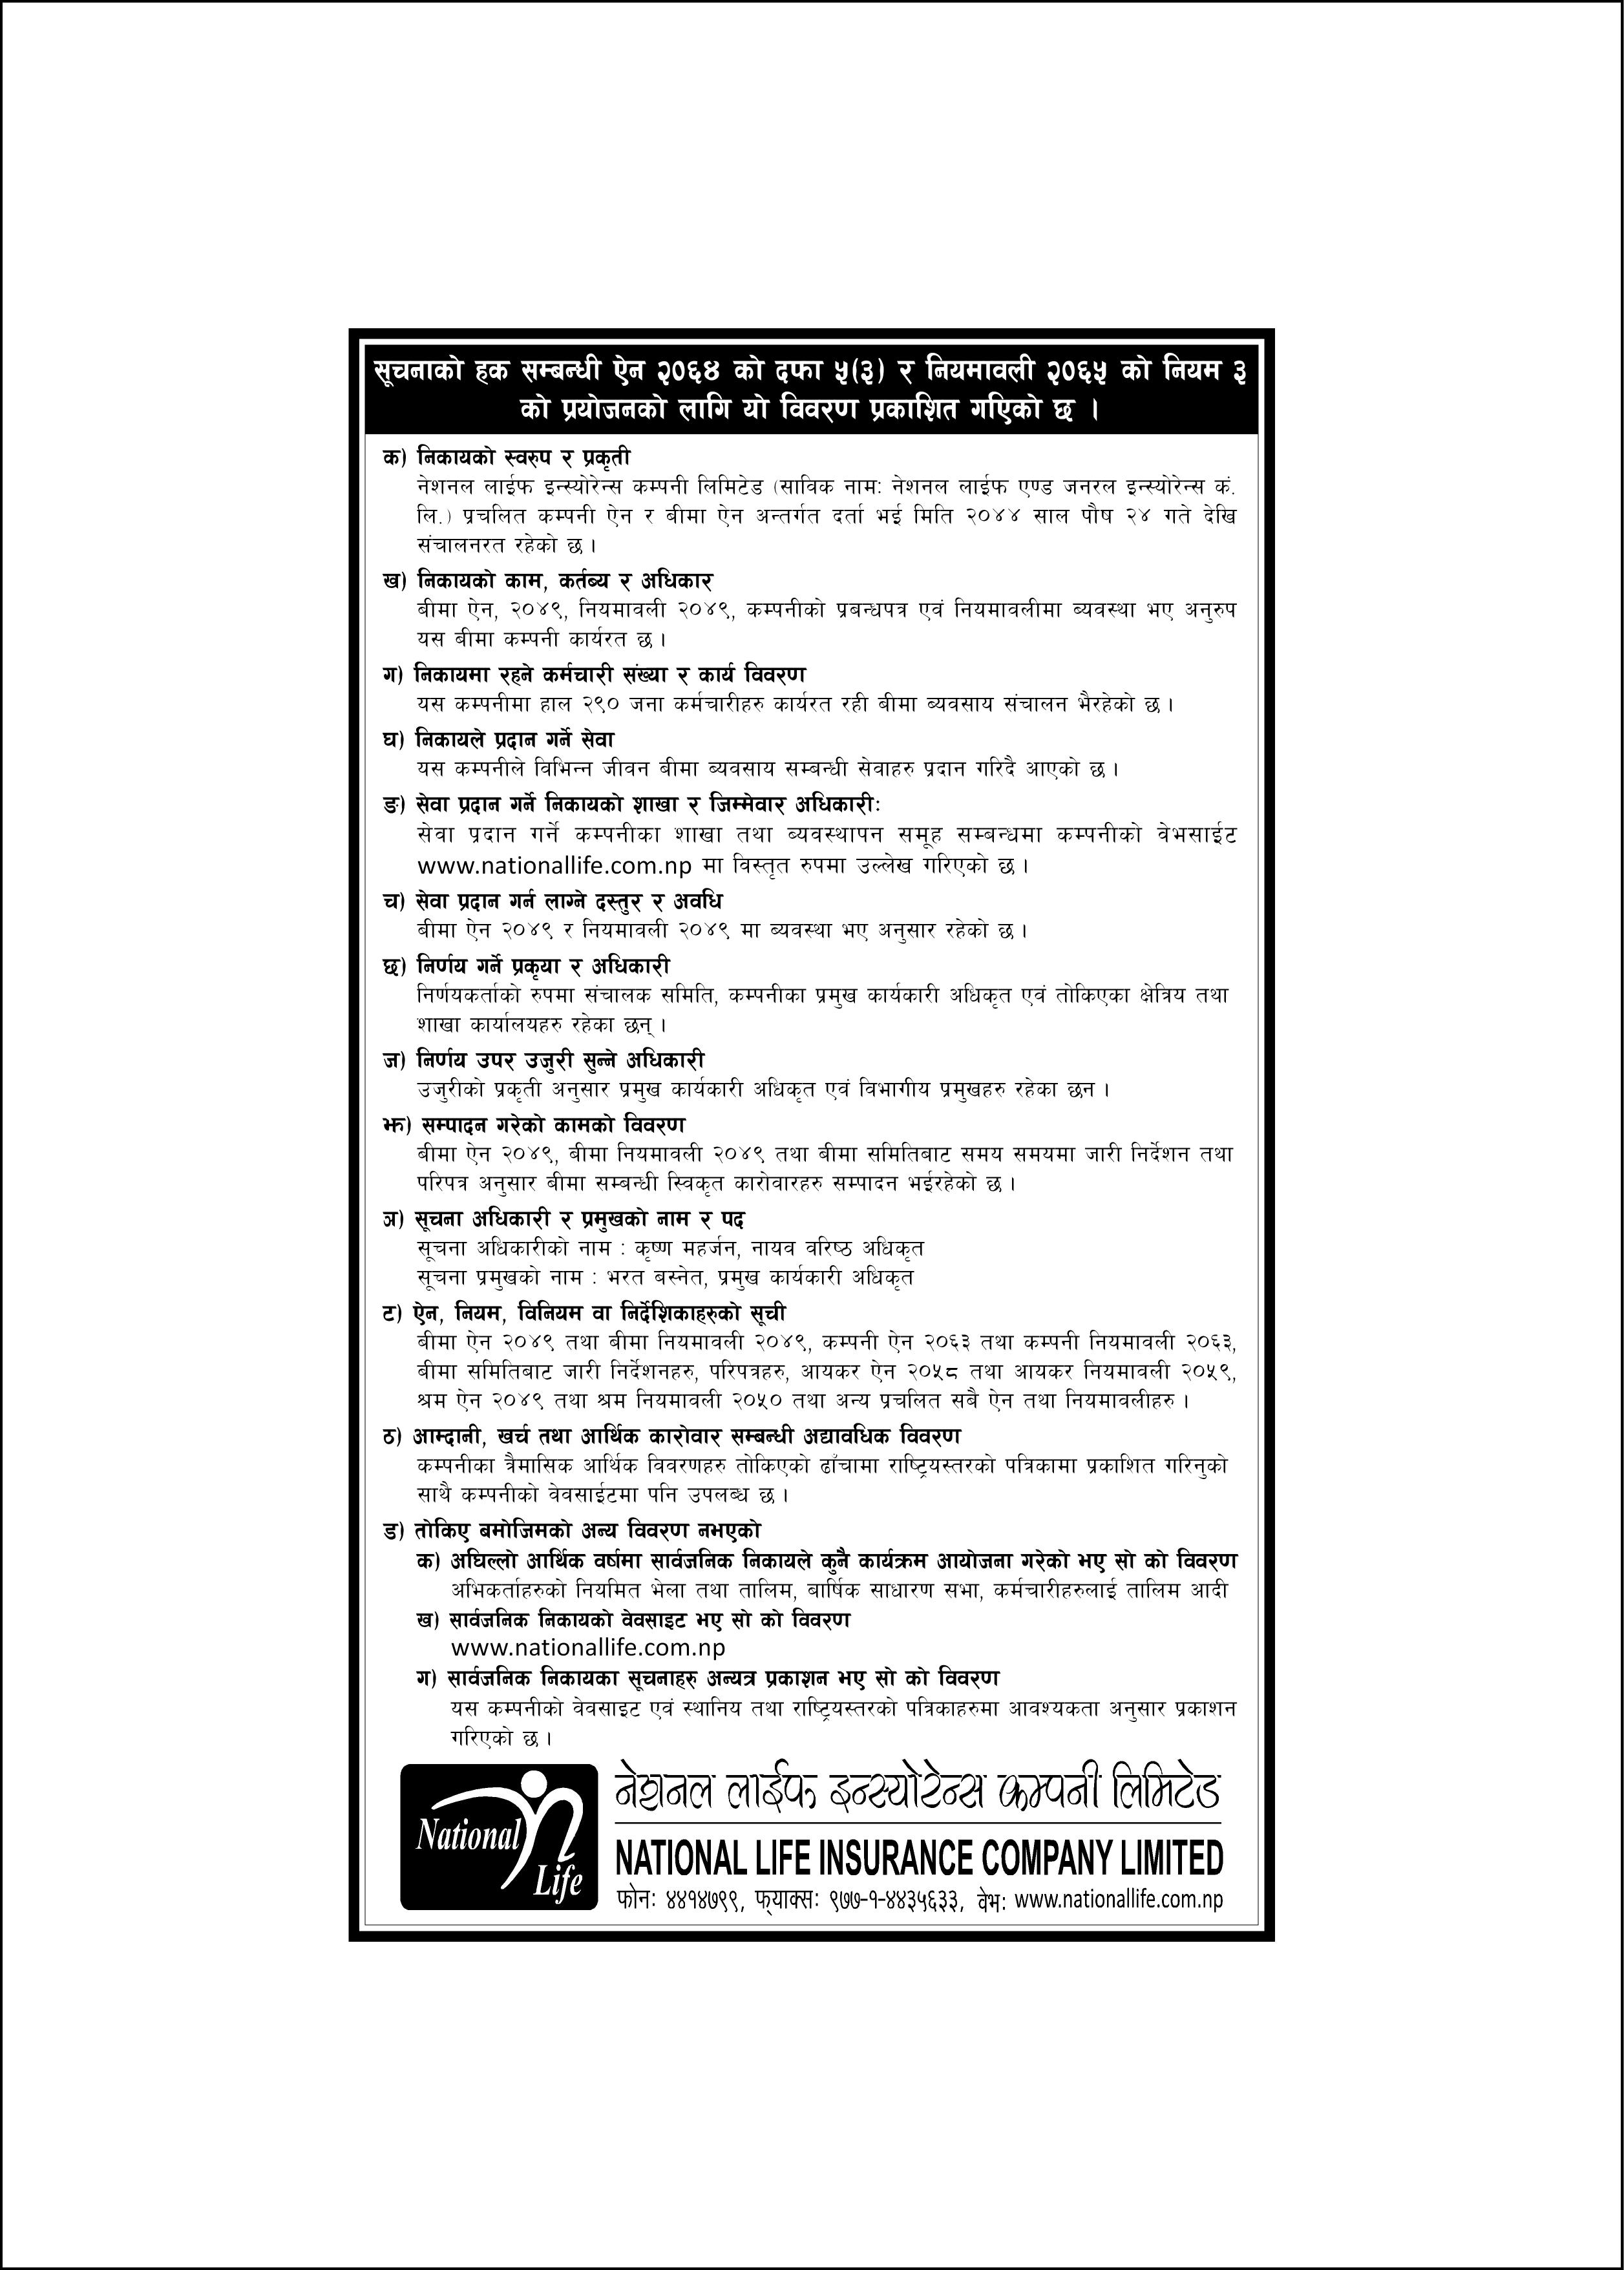 सूचनाको हक सम्बन्धी ऐन २०६४ को दफा ५(३) र नियमावली २०६५ को नियम ३
को प्रयोजनको लागि यो विवरण प्रकाशित गएिको छ ।
क) निकायको स्वरुप र प्रकृती
नेशनल लाईफ इन्स्योरेन्स कम्पनी लिमिटेड (साविक नामः नेशनल लाईफ एण्ड जनरल इन्स्योरेन्स कं.
लि.) प्रचलित कम्पनी ऐन र बीमा ऐन अन्तर्गत दर्ता भई मिति २०४४ साल पौष २४ गते देखि
संचालनरत रहेको छ ।
ख) निकायको काम, कर्तब्य र अधिकार
बीमा ऐन, २०४९, नियमावली २०४९, कम्पनीको प्रबन्धपत्र एवं नियमावलीमा ब्यवस्था भए अनुरुप
यस बीमा कम्पनी कार्यरत छ ।
ग) निकायमा रहने कर्मचारी संख्या र कार्य विवरण
यस कम्पनीमा हाल २९० जना कर्मचारीहरु कार्यरत रही बीमा ब्यवसाय संचालन भैरहेको छ ।
घ) निकायले प्रदान गर्ने सेवा
यस कम्पनीले विभिन्न जीवन बीमा ब्यवसाय सम्बन्धी सेवाहरु प्रदान गरिदै आएको छ ।
ङ) सेवा प्रदान गर्ने निकायको शाखा र जिम्मेवार अधिकारीः
सेवा प्रदान गर्ने कम्पनीका शाखा तथा ब्यवस्थापन समूह सम्बन्धमा कम्पनीको वेभसाईट
www.nationallife.com.np मा विस्तृत रुपमा उल्लेख गरिएको छ ।
च) सेवा प्रदान गर्न लाग्ने दस्तुर र अवधि
बीमा ऐन २०४९ र नियमावली २०४९ मा ब्यवस्था भए अनुसार रहेको छ ।
छ) निर्णय गर्ने प्रकृया र अधिकारी
निर्णयकर्ताको रुपमा संचालक समिति, कम्पनीका प्रमुख कार्यकारी अधिकृत एवं तोकिएका क्षेत्रिय तथा
शाखा कार्यालयहरु रहेका छन् ।
ज) निर्णय उपर उजुरी सुन्ने अधिकारी
उजुरीको प्रकृती अनुसार प्रमुख कार्यकारी अधिकृत एवं विभागीय प्रमुखहरु रहेका छन ।
झ) सम्पादन गरेको कामको विवरण
बीमा ऐन २०४९, बीमा नियमावली २०४९ तथा बीमा समितिबाट समय समयमा जारी निर्देशन तथा
परिपत्र अनुसार बीमा सम्बन्धी स्विकृत कारोवारहरु सम्पादन भईरहेको छ ।
ञ) सूचना अधिकारी र प्रमुखको नाम र पद
सूचना अधिकारीको नाम : कृष्ण महर्जन, नायव वरिष्ठ अधिकृत
सूचना प्रमुखको नाम : भरत बस्नेत, प्रमुख कार्यकारी अधिकृत
ट) ऐन, नियम, विनियम वा निर्देशिकाहरुको सूची
बीमा ऐन २०४९ तथा बीमा नियमावली २०४९, कम्पनी ऐन २०६३ तथा कम्पनी नियमावली २०६३,
बीमा समितिबाट जारी निर्देशनहरु, परिपत्रहरु, आयकर ऐन २०५८ तथा आयकर नियमावली २०५९,
श्रम ऐन २०४९ तथा श्रम नियमावली २०५० तथा अन्य प्रचलित सबै ऐन तथा नियमावलीहरु ।
ठ) आम्दानी, खर्च तथा आर्थिक कारोवार सम्बन्धी अद्यावधिक विवरण
कम्पनीका त्रैमासिक आर्थिक विवरणहरु तोकिएको ढाँचामा राष्ट्रियस्तरको पत्रिकामा प्रकाशित गरिनुको
साथै कम्पनीको वेवसाईटमा पनि उपलब्ध छ ।
ड) तोकिए बमोजिमको अन्य विवरण नभएको
क) अघिल्लो आर्थिक वर्षमा सार्वजनिक निकायले कुनै कार्यक्रम आयोजना गरेको भए सो को विवरण
अभिकर्ताहरुको नियमित भेला तथा तालिम, बार्षिक साधारण सभा, कर्मचारीहरुलाई तालिम आदी
ख) सार्वजनिक निकायको वेवसाइट भए सो को विवरण
www.nationallife.com.np
ग) सार्वजनिक निकायका सूचनाहरु अन्यत्र प्रकाशन भए सो को विवरण
यस कम्पनीको वेवसाइट एवं स्थानिय तथा राष्ट्रियस्तरको पत्रिकाहरुमा आवश्यकता अनुसार प्रकाशन
गरिएको छ ।
National Life
नेशनल लाईफ इन्स्योरेन्स कम्पनी लिमिटेड
NATIONAL LIFE INSURANCE COMPANY LIMITED
फोनः ४४१४७९९, फ्याक्सः ९७७-१-४४३५६३३, वेभः www.nationallife.com.np